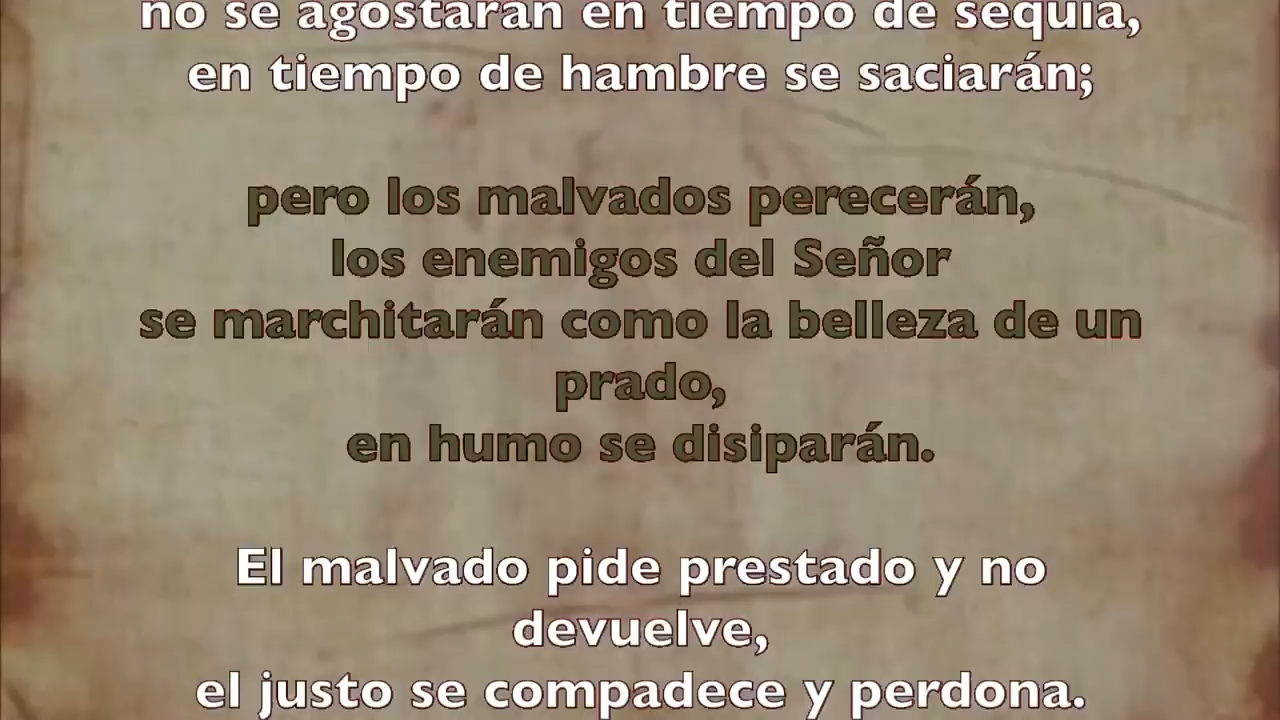 no se agostarán en tiempo de sequía,
en tiempo de hambre se saciarán;
pero los malvados perecerán,
los enemigos del Señor
se marchitarán como la belleza de un
prado,
en humo se disiparán.
El malvado pide prestado y no
devuelve,
el justo se compadece y perdona.